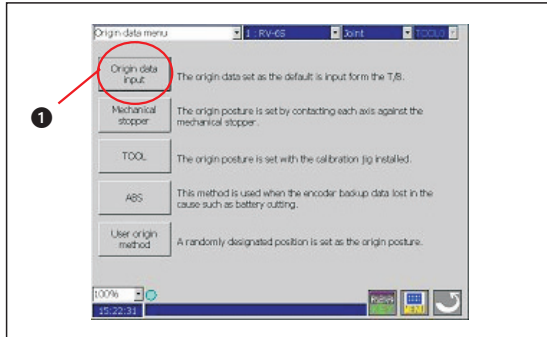 Origin data menu 1 : RV-6S Joint TOOL0
Origin data
input
The origin data set as the default is input form the T/B.
1
Mechanical
stopper
The origin posture is set by contacting each axis against the
mechanical stopper.
TOOL
The origin posture is set with the calibration jig installed.
ABS
This method is used when the encoder backup data lost in the
cause such as battery cutting.
User origin
method
A randomly designated position is set as the origin posture.
100%
Reset
MENU
15:22:31